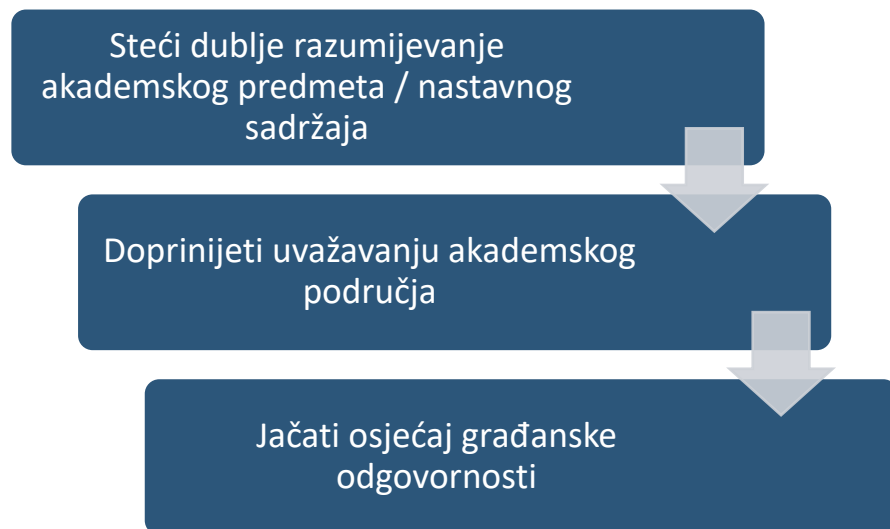 Steći dublje razumijevanje
akademskog predmeta / nastavnog
sadržaja
Doprinijeti uvažavanju akademskog
područja
Jačati osjećaj građanske
odgovornosti